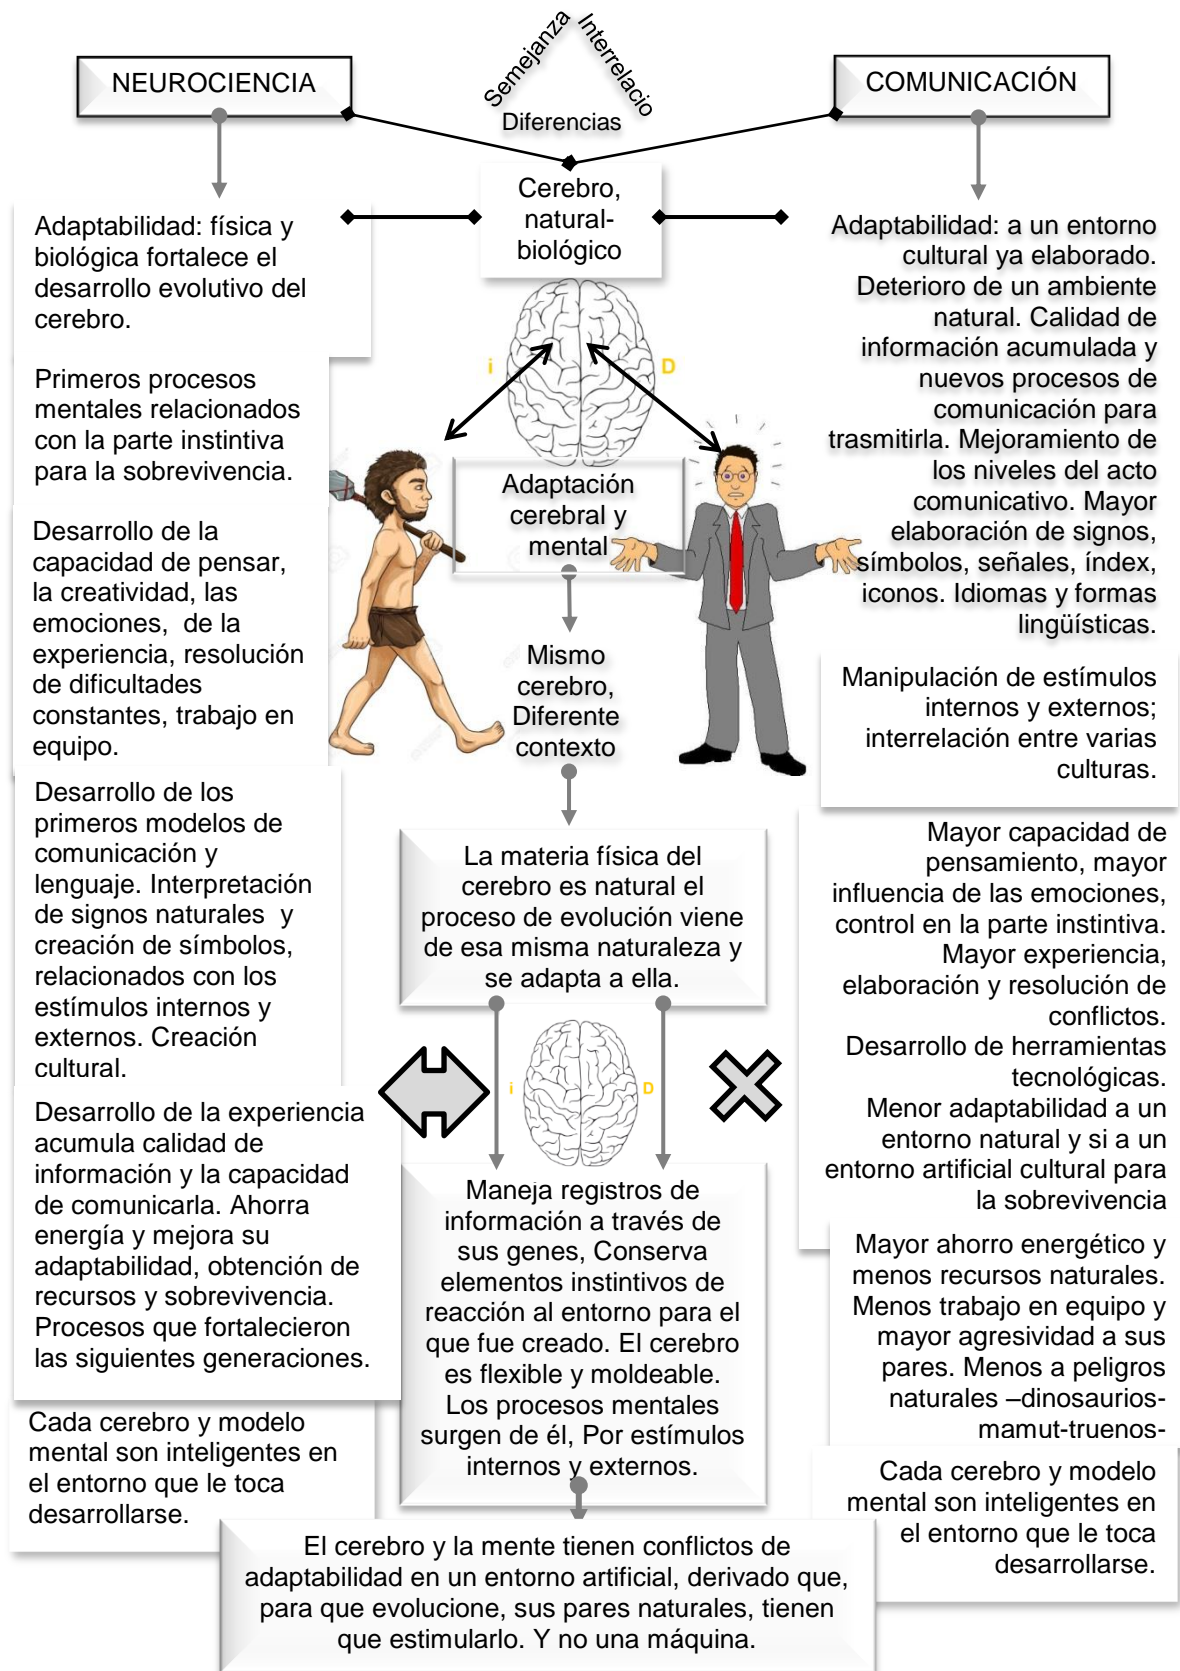 Semejanza
Interrelacio
Diferencias
NEUROCIENCIA
COMUNICACIÓN
Cerebro,
natural-
biológico
i
D
Adaptación
cerebral y
mental
Mismo
cerebro,
Diferente
contexto
La materia física del
cerebro es natural el
proceso de evolución viene
de esa misma naturaleza y
se adapta a ella.
i
D
Maneja registros de
información a través de
sus genes, Conserva
elementos instintivos de
reacción al entorno para el
que fue creado. El cerebro
es flexible y moldeable.
Los procesos mentales
surgen de él, Por estímulos
internos y externos.
Adaptabilidad: física y
biológica fortalece el
desarrollo evolutivo del
cerebro.
Primeros procesos
mentales relacionados
con la parte instintiva
para la sobrevivencia.
Desarrollo de la
capacidad de pensar,
la creatividad, las
emociones, de la
experiencia, resolución
de dificultades
constantes, trabajo en
equipo.
Desarrollo de los
primeros modelos de
comunicación y
lenguaje. Interpretación
de signos naturales y
creación de símbolos,
relacionados con los
estímulos internos y
externos. Creación
cultural.
Desarrollo de la experiencia
acumula calidad de
información y la capacidad
de comunicarla. Ahorra
energía y mejora su
adaptabilidad, obtención de
recursos y sobrevivencia.
Procesos que fortalecieron
las siguientes generaciones.
Cada cerebro y modelo
mental son inteligentes en
el entorno que le toca
desarrollarse.
Adaptabilidad: a un entorno
cultural ya elaborado.
Deterioro de un ambiente
natural. Calidad de
información acumulada y
nuevos procesos de
comunicación para
trasmitirla. Mejoramiento de
los niveles del acto
comunicativo. Mayor
elaboración de signos,
símbolos, señales, índex,
iconos. Idiomas y formas
lingüísticas.
Manipulación de estímulos
internos y externos;
interrelación entre varias
culturas.
Mayor capacidad de
pensamiento, mayor
influencia de las emociones,
control en la parte instintiva.
Mayor experiencia,
elaboración y resolución de
conflictos.
Desarrollo de herramientas
tecnológicas.
Menor adaptabilidad a un
entorno natural y si a un
entorno artificial cultural para
la sobrevivencia
Mayor ahorro energético y
menos recursos naturales.
Menos trabajo en equipo y
mayor agresividad a sus
pares. Menos a peligros
naturales –dinosaurios-
mamut-truenos-
Cada cerebro y modelo
mental son inteligentes en
el entorno que le toca
desarrollarse.
El cerebro y la mente tienen conflictos de
adaptabilidad en un entorno artificial, derivado que,
para que evolucione, sus pares naturales, tienen
que estimularlo. Y no una máquina.